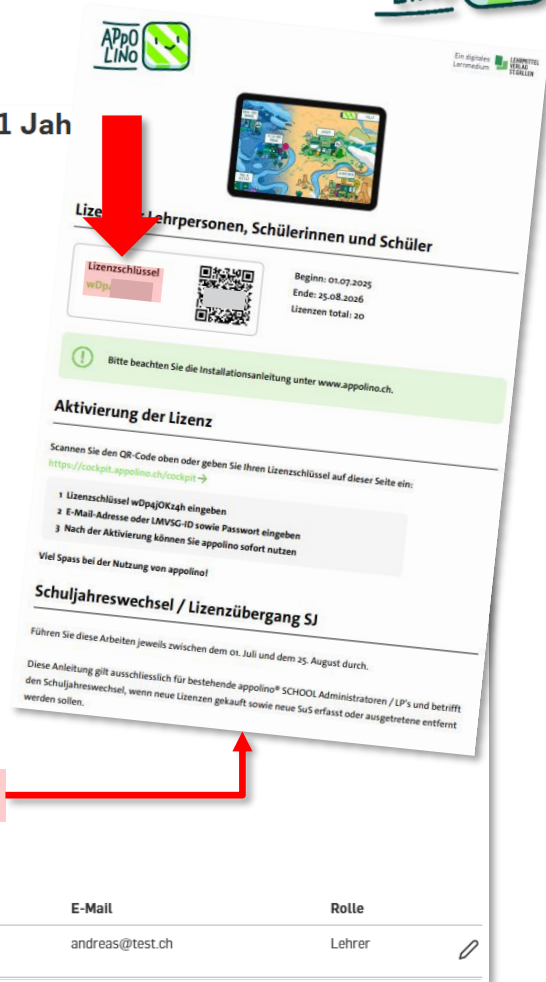 APPO
LINO
Ein digitales
Lernmedium
LEHRMITTEL
VERLAG
ST.GALLEN
1 Jah
Lehrpersonen, Schülerinnen und Schüler
Lizenzschlüssel
wDp
Beginn: 01.07.2025
Ende: 25.08.2026
Lizenzen total: 20
Bitte beachten Sie die Installationsanleitung unter www.appolino.ch.
Aktivierung der Lizenz
Scannen Sie den QR-Code oben oder geben Sie Ihren Lizenzschlüssel auf dieser Seite ein:
https://cockpit.appolino.ch/cockpit →
1 Lizenzschlüssel wDp4jOKz4h eingeben
2 E-Mail-Adresse oder LMVSG-ID sowie Passwort eingeben
3 Nach der Aktivierung können Sie appolino sofort nutzen
Viel Spass bei der Nutzung von appolino!
Schuljahreswechsel / Lizenzübergang SJ
Führen Sie diese Arbeiten jeweils zwischen dem 01. Juli und dem 25. August durch.
Diese Anleitung gilt ausschliesslich für bestehende appolino® SCHOOL Administratoren / LP's und betrifft
den Schuljahreswechsel, wenn neue Lizenzen gekauft sowie neue SuS erfasst oder ausgetretene entfernt
werden sollen.
E-Mail Rolle
andreas@test.ch Lehrer